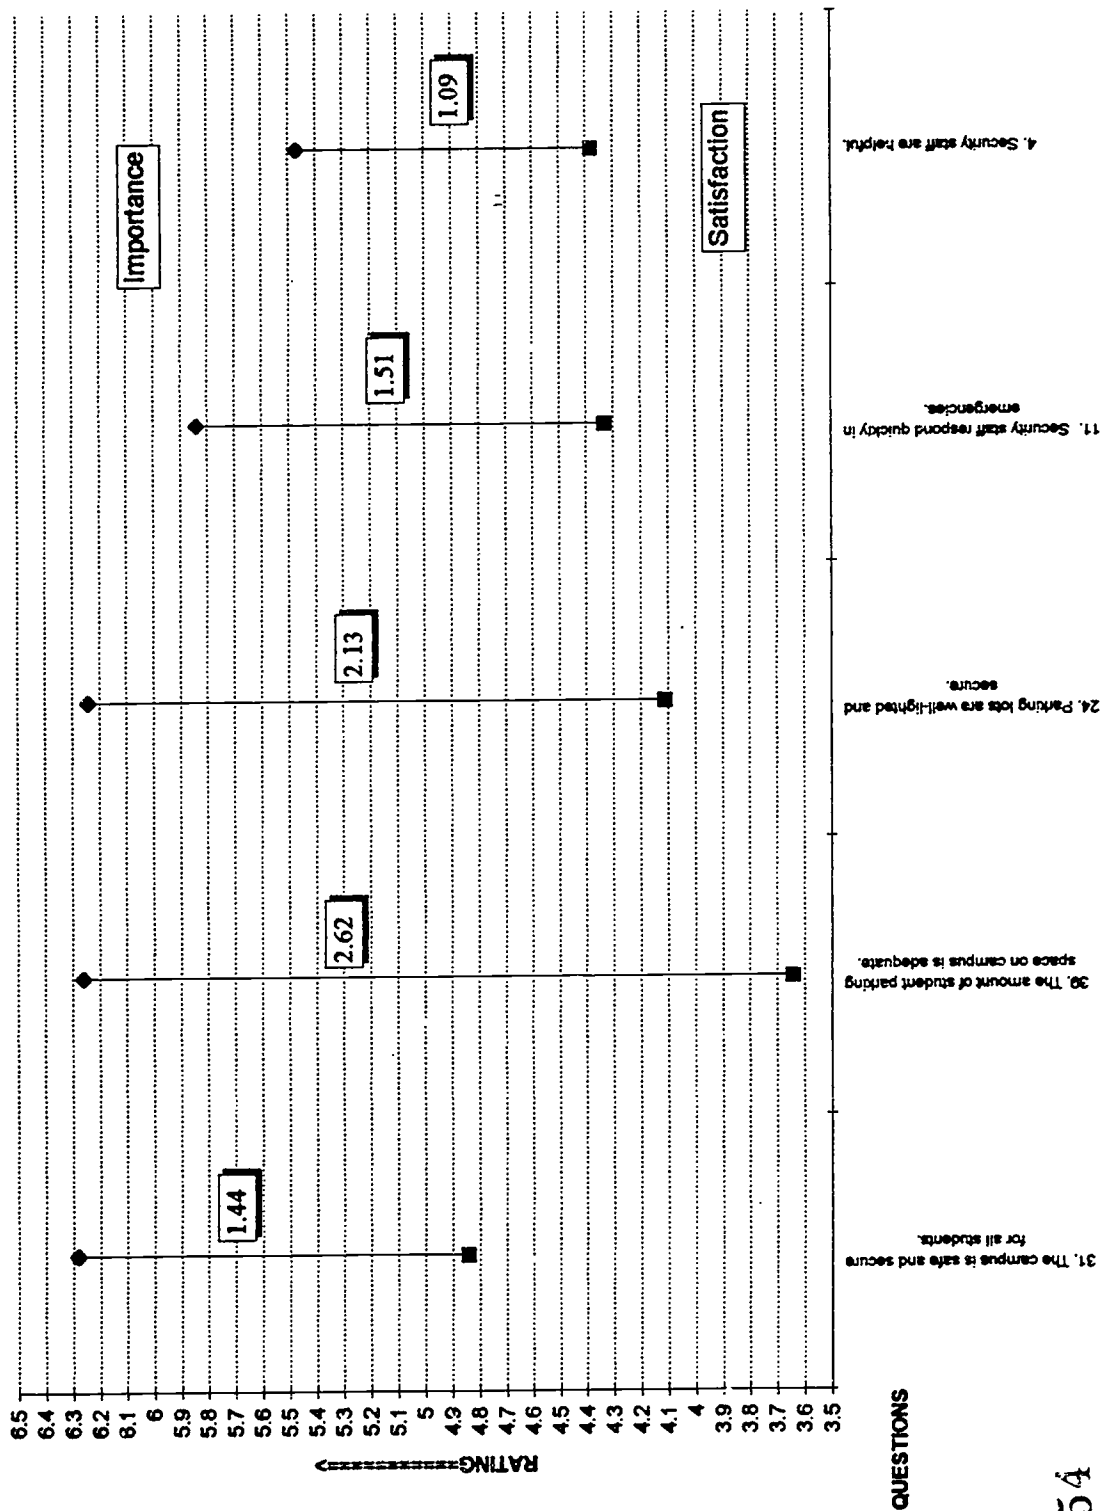 6.5
6.4
6.3
6.2
6.1
6
5.9
5.8
5.7
5.6
5.5
5.4
5.3
5.2
5.1
5
4.9
4.8
4.7
4.6
4.5
4.4
4.3
4.2
4.1
4
3.9
3.8
3.7
3.6
3.5
RATING===========>
Importance
Satisfaction
1.44
2.62
2.13
1.51
1.09
QUESTIONS
31. The campus is safe and secure
for all students.
39. The amount of student parking
space on campus is adequate.
24. Parking lots are well-lighted and
secure.
11. Security staff respond quickly in
emergencies.
4. Security staff are helpful.
54